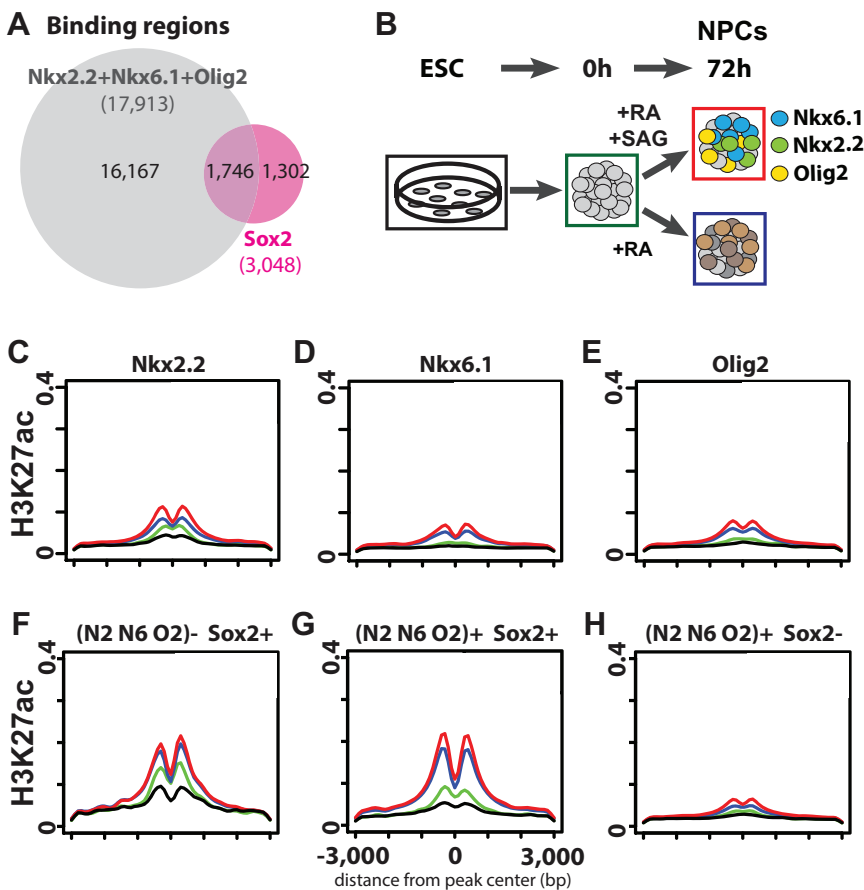 A
Binding regions
Nkx2.2+Nkx6.1+Olig2
(17,913)
16,167
1,746
1,302
Sox2
(3,048)
B
NPCs
ESC
0h
72h
+RA
+SAG
Nkx6.1
Nkx2.2
Olig2
+RA
C
Nkx2.2
0.4
0
H3K27ac
D
Nkx6.1
0.4
0
E
Olig2
0.4
0
F
(N2 N6 O2)- Sox2+
0.4
0
H3K27ac
G
(N2 N6 O2)+ Sox2+
0.4
0
-3,000
0
3,000
distance from peak center (bp)
H
(N2 N6 O2)+ Sox2-
0.4
0